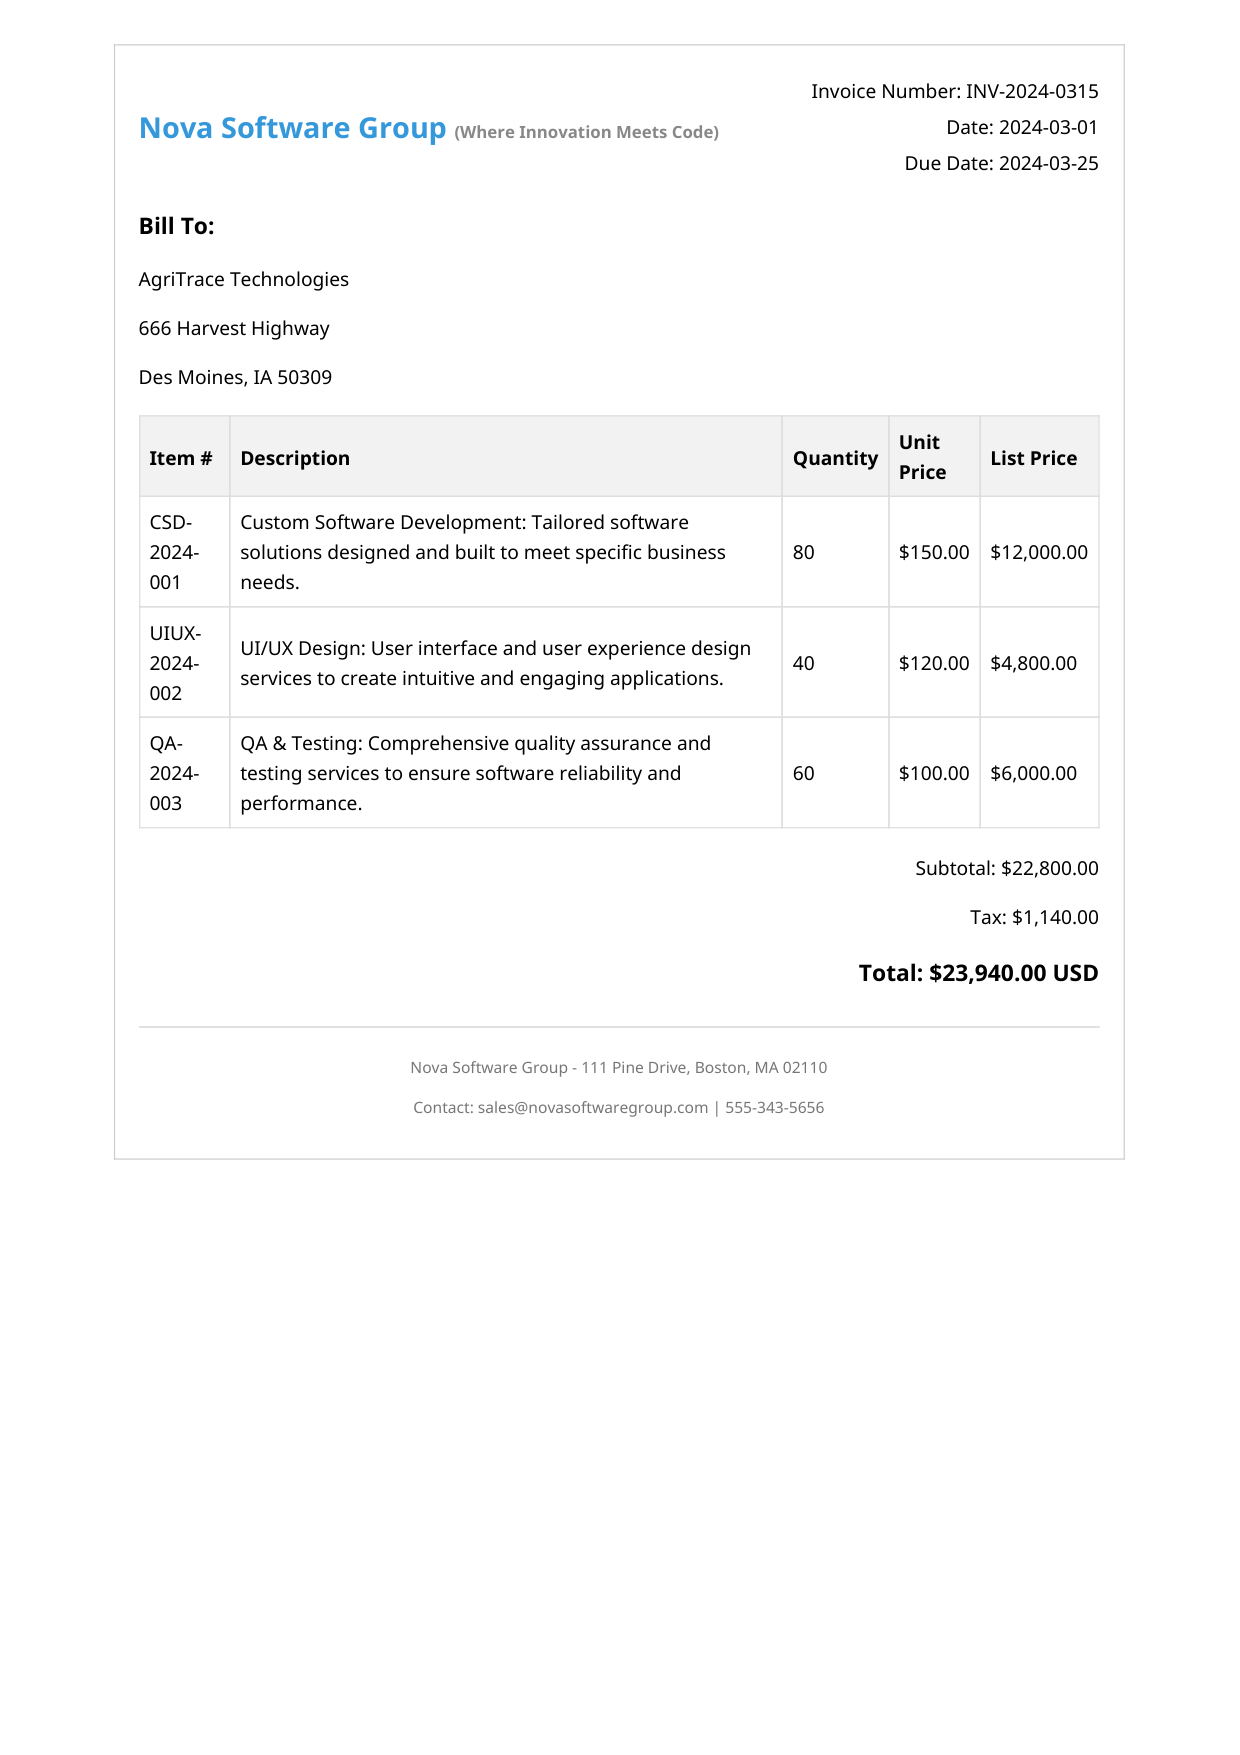 Invoice Number: INV-2024-0315
Nova Software Group (Where Innovation Meets Code)
Date: 2024-03-01
Due Date: 2024-03-25
Bill To:
AgriTrace Technologies
666 Harvest Highway
Des Moines, IA 50309
Item # Description Quantity Unit Price List Price
CSD-2024-001 Custom Software Development: Tailored software solutions designed and built to meet specific business needs. 80 $150.00 $12,000.00
UIUX-2024-002 UI/UX Design: User interface and user experience design services to create intuitive and engaging applications. 40 $120.00 $4,800.00
QA-2024-003 QA & Testing: Comprehensive quality assurance and testing services to ensure software reliability and performance. 60 $100.00 $6,000.00
Subtotal: $22,800.00
Tax: $1,140.00
Total: $23,940.00 USD
Nova Software Group - 111 Pine Drive, Boston, MA 02110
Contact: sales@novasoftwaregroup.com | 555-343-5656